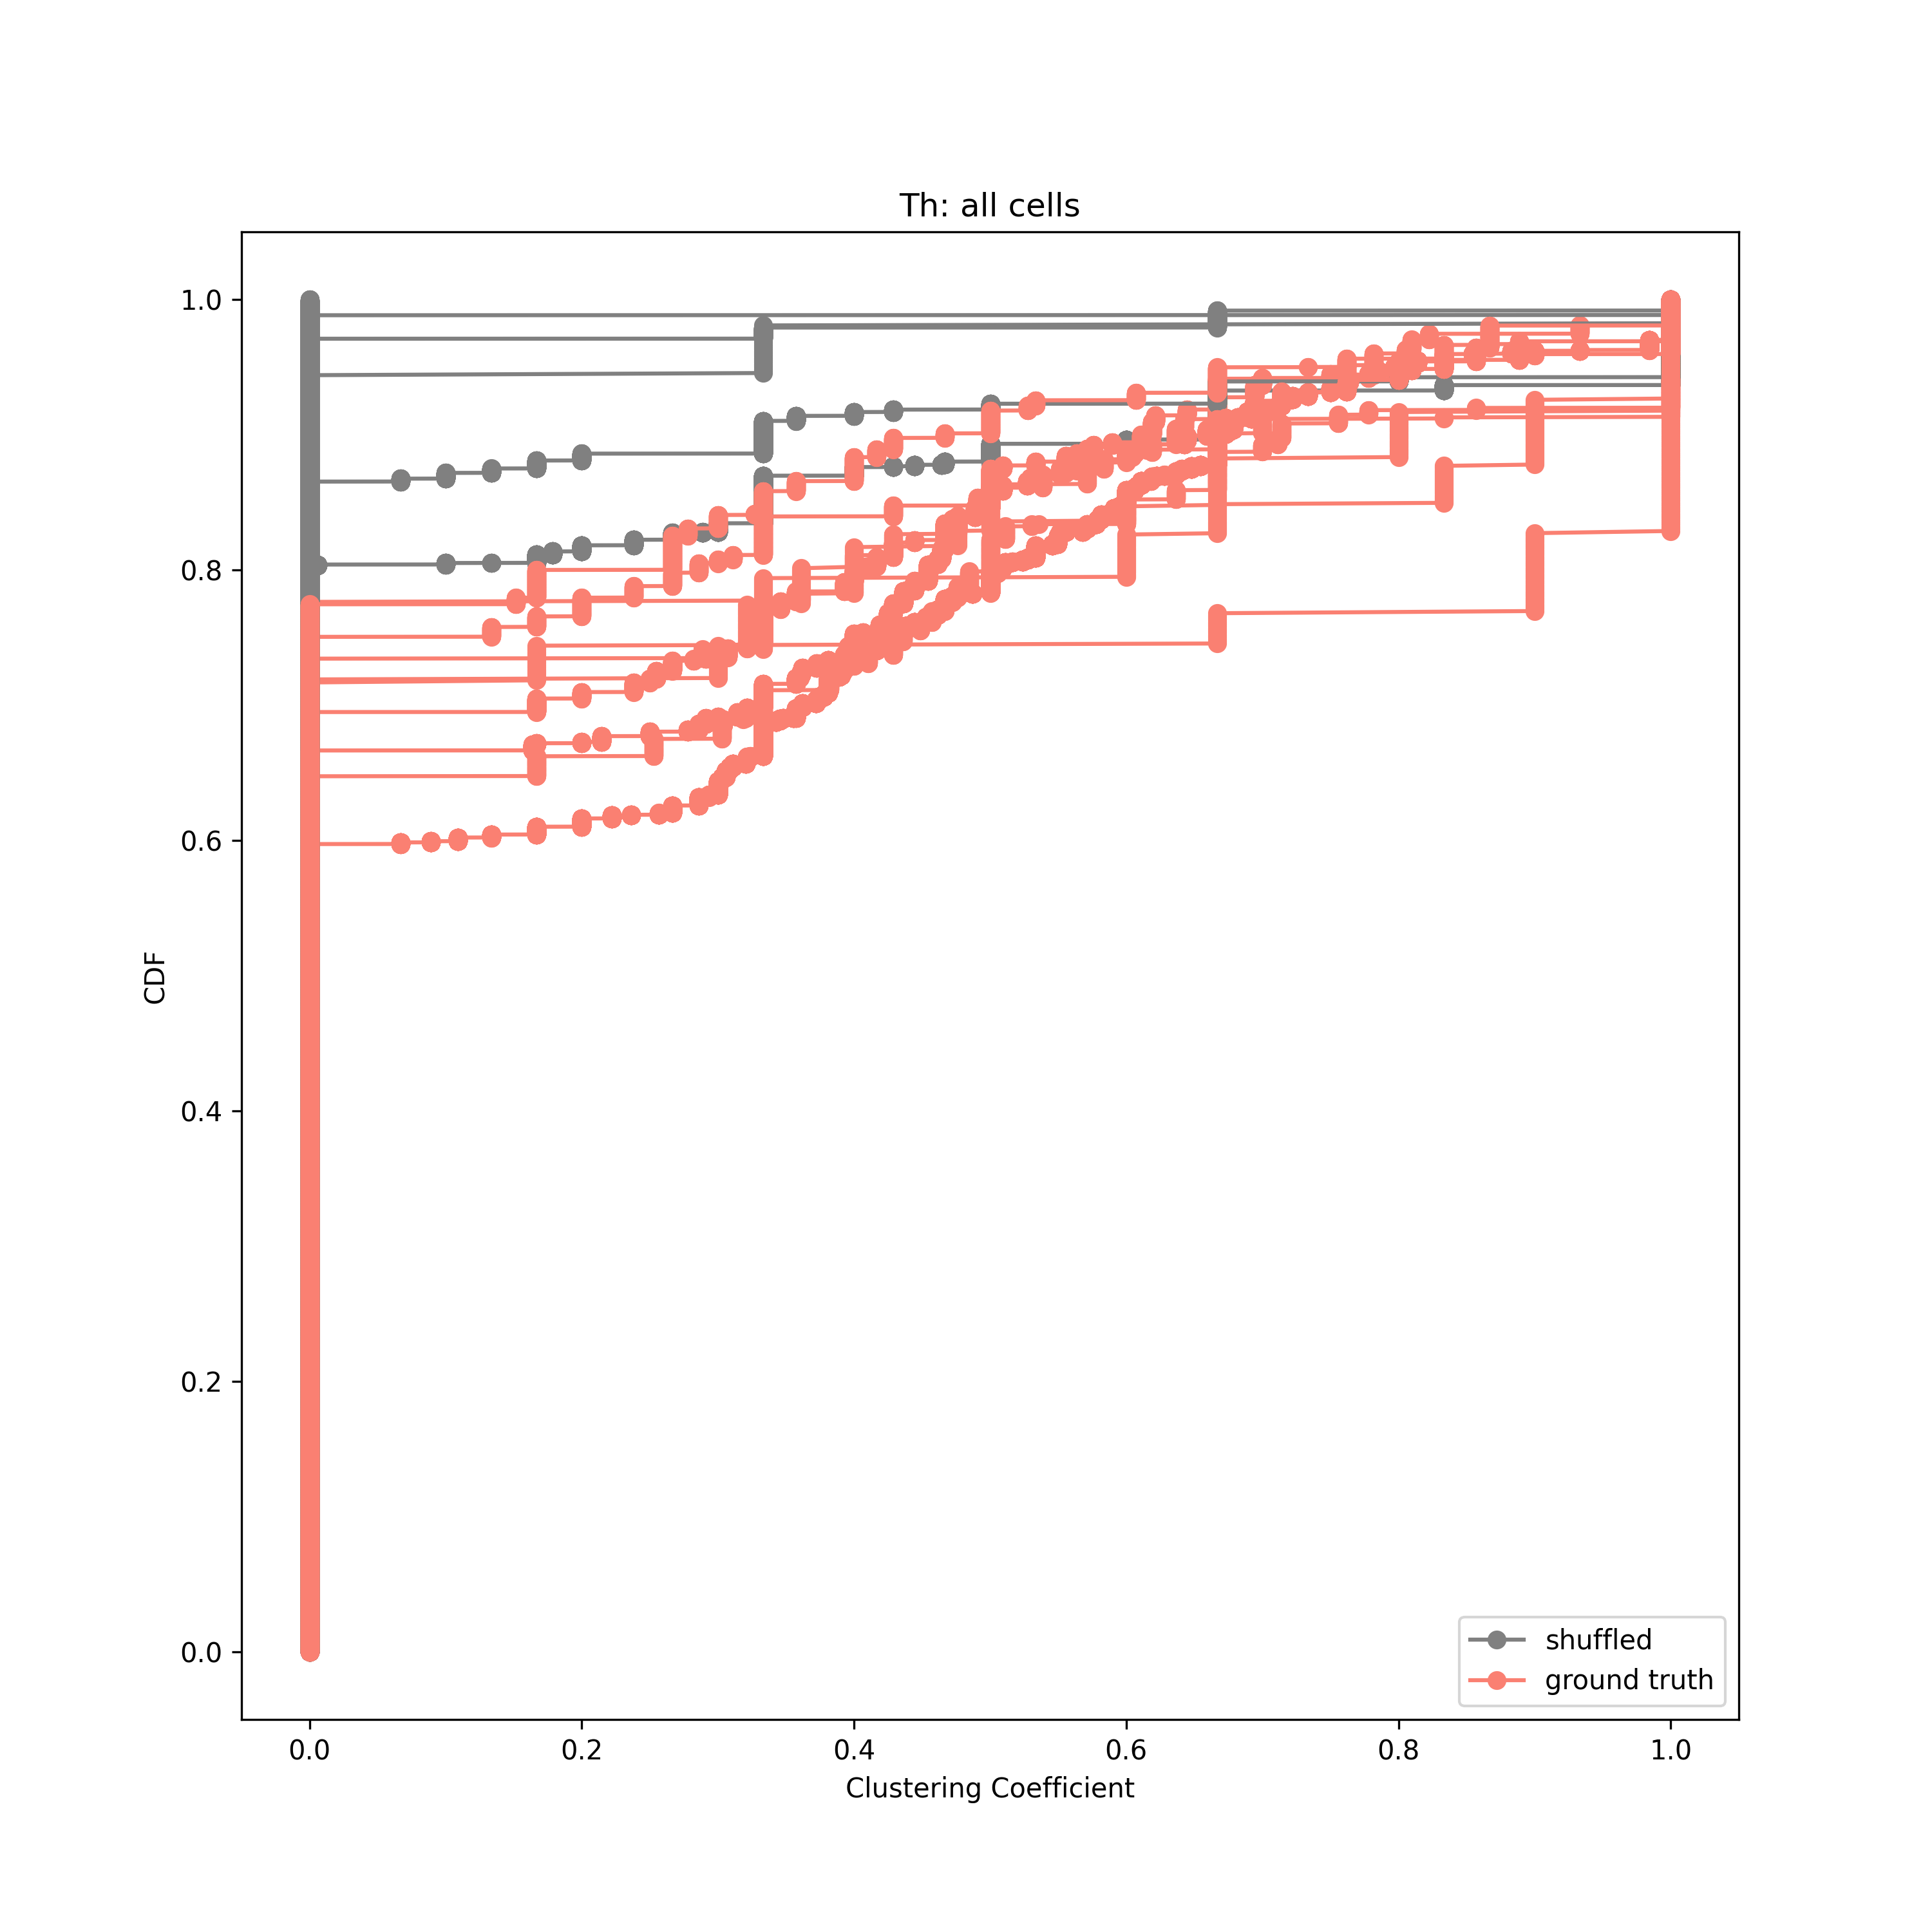 Th: all cells
1.0
0.8
0.6
0.4
0.2
0.0
CDF
0.0 0.2 0.4 0.6 0.8 1.0
Clustering Coefficient
shuffled
ground truth